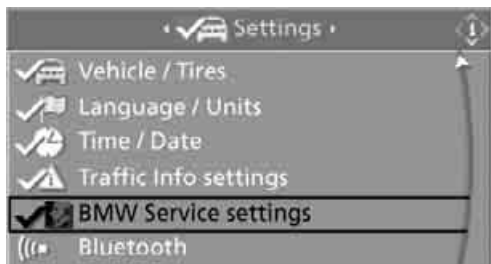 Settings
Vehicle / Tires
Language / Units
Time / Date
Traffic Info settings
BMW Service settings
Bluetooth